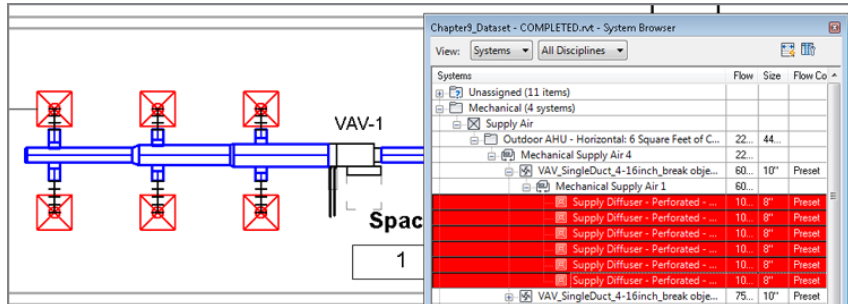 VAV-1
Spac
1
Chapter9_Dataset - COMPLETED.rvt - System Browser
View: Systems All Disciplines
Systems Flow Size Flow Co
Unassigned (11 items)
Mechanical (4 systems)
Supply Air
Outdoor AHU - Horizontal: 6 Square Feet of C... 22... 44...
Mechanical Supply Air 4 22...
VAV_SingleDuct_4-16inch_break obje... 60... 10" Preset
Mechanical Supply Air 1 60...
Supply Diffuser - Perforated - ... 10... 8" Preset
Supply Diffuser - Perforated - ... 10... 8" Preset
Supply Diffuser - Perforated - ... 10... 8" Preset
Supply Diffuser - Perforated - ... 10... 8" Preset
Supply Diffuser - Perforated - ... 10... 8" Preset
Supply Diffuser - Perforated - ... 10... 8" Preset
VAV_SingleDuct_4-16inch_break obje... 75... 10" Preset